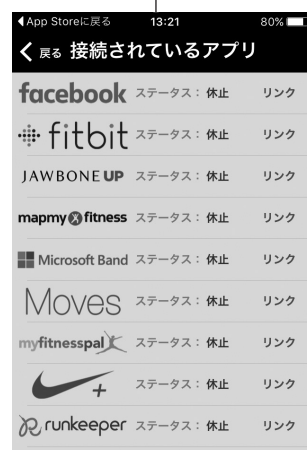 App Storeに戻る 13:21 80%
戻る 接続されているアプリ
facebook ステータス：休止 リンク
fitbit ステータス：休止 リンク
JAWBONE UP ステータス：休止 リンク
mapmyfitness ステータス：休止 リンク
Microsoft Band ステータス：休止 リンク
Moves ステータス：休止 リンク
myfitnesspal ステータス：休止 リンク
+ ステータス：休止 リンク
runkeeper ステータス：休止 リンク